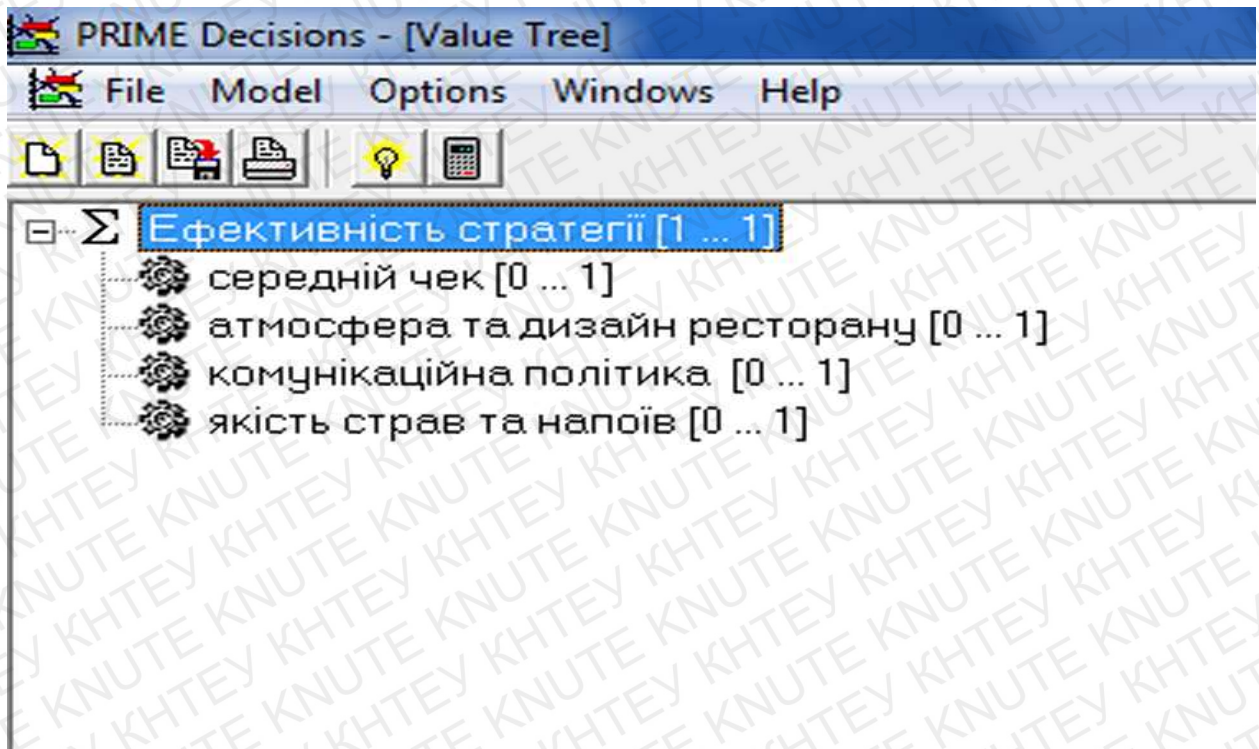 PRIME Decisions - [Value Tree]
File Model Options Windows Help
Σ Ефективність стратегії [1 ... 1]
середній чек [0 ... 1]
атмосфера та дизайн ресторану [0 ... 1]
комунікаційна політика [0 ... 1]
якість страв та напоїв [0 ... 1]